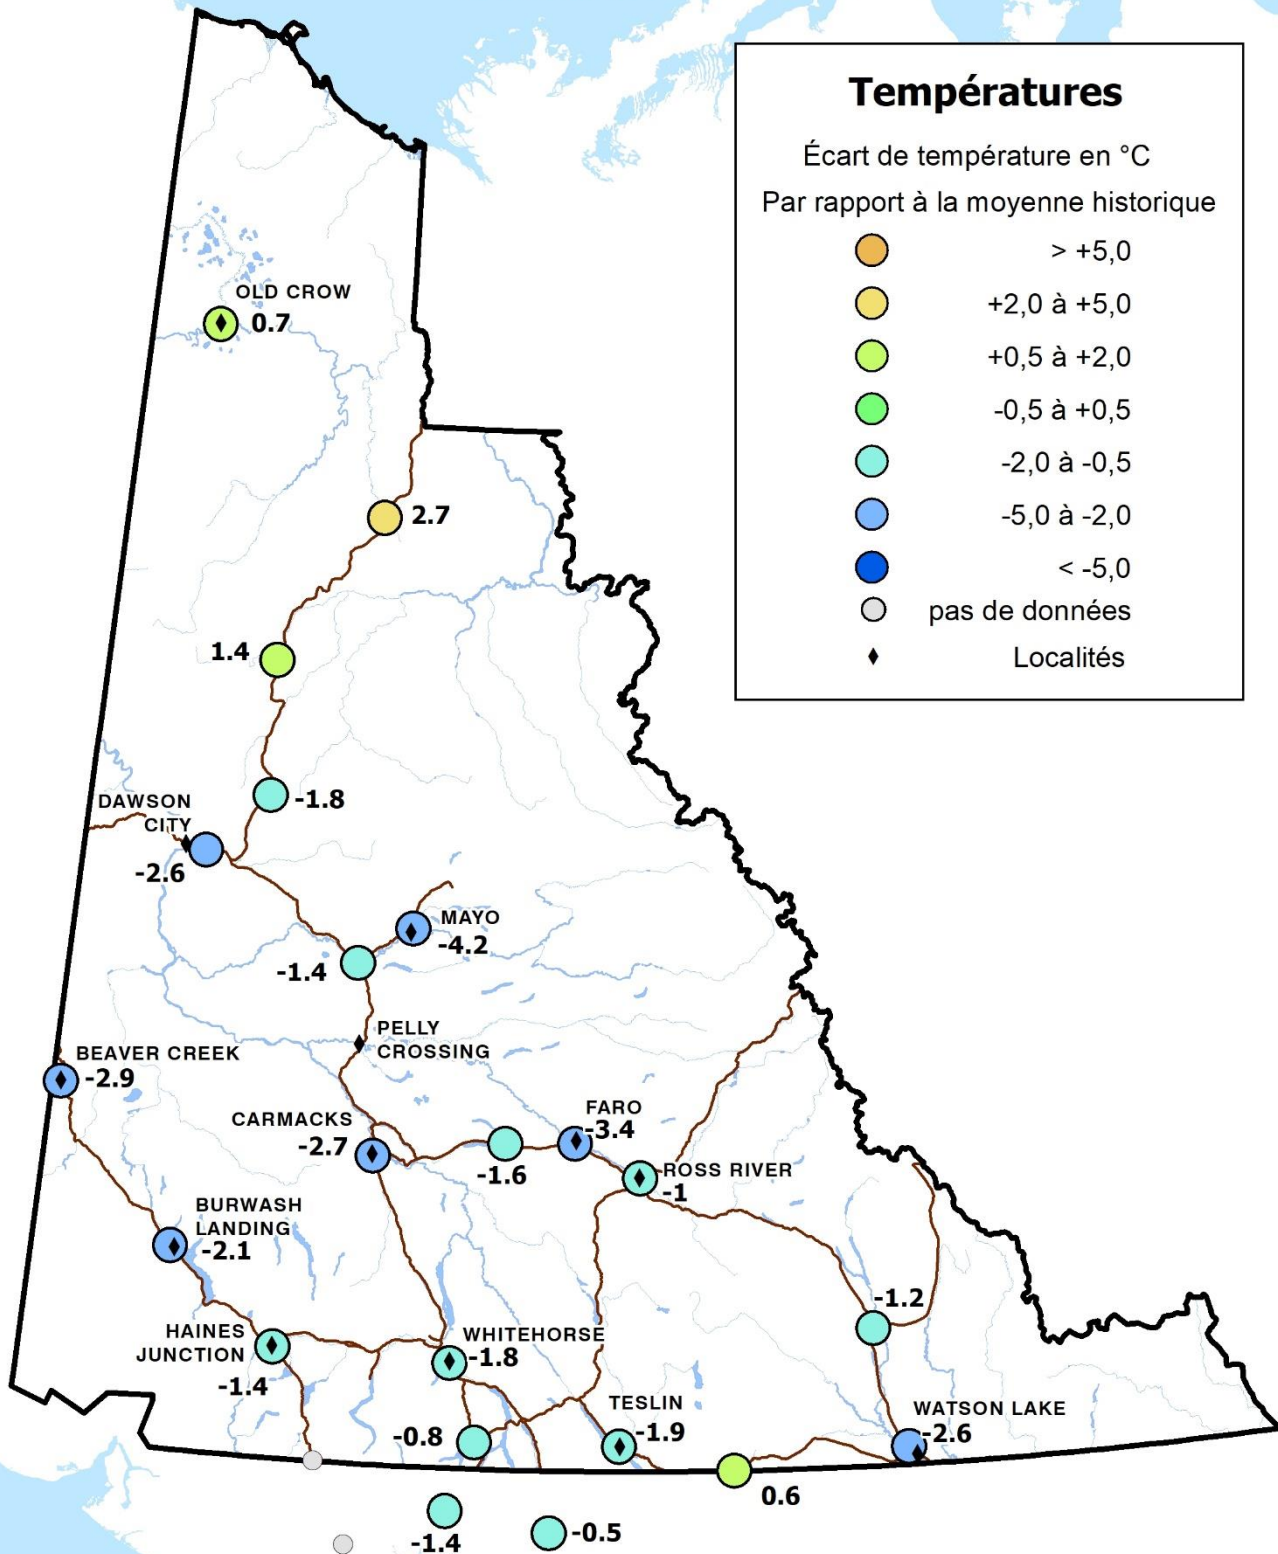 Températures
Écart de température en °C
Par rapport à la moyenne historique
> +5,0
+2,0 à +5,0
+0,5 à +2,0
-0,5 à +0,5
-2,0 à -0,5
-5,0 à -2,0
< -5,0
pas de données
Localités
OLD CROW
0.7
2.7
1.4
-1.8
DAWSON
CITY
-2.6
MAYO
-4.2
-1.4
PELLY
CROSSING
BEAVER CREEK
-2.9
CARMACKS
-2.7
FARO
-3.4
-1.6
ROSS RIVER
-1
BURWASH
LANDING
-2.1
-1.2
HAINES
JUNCTION
-1.4
WHITEHORSE
-1.8
TESLIN
-1.9
WATSON LAKE
-2.6
-0.8
0.6
-1.4
-0.5